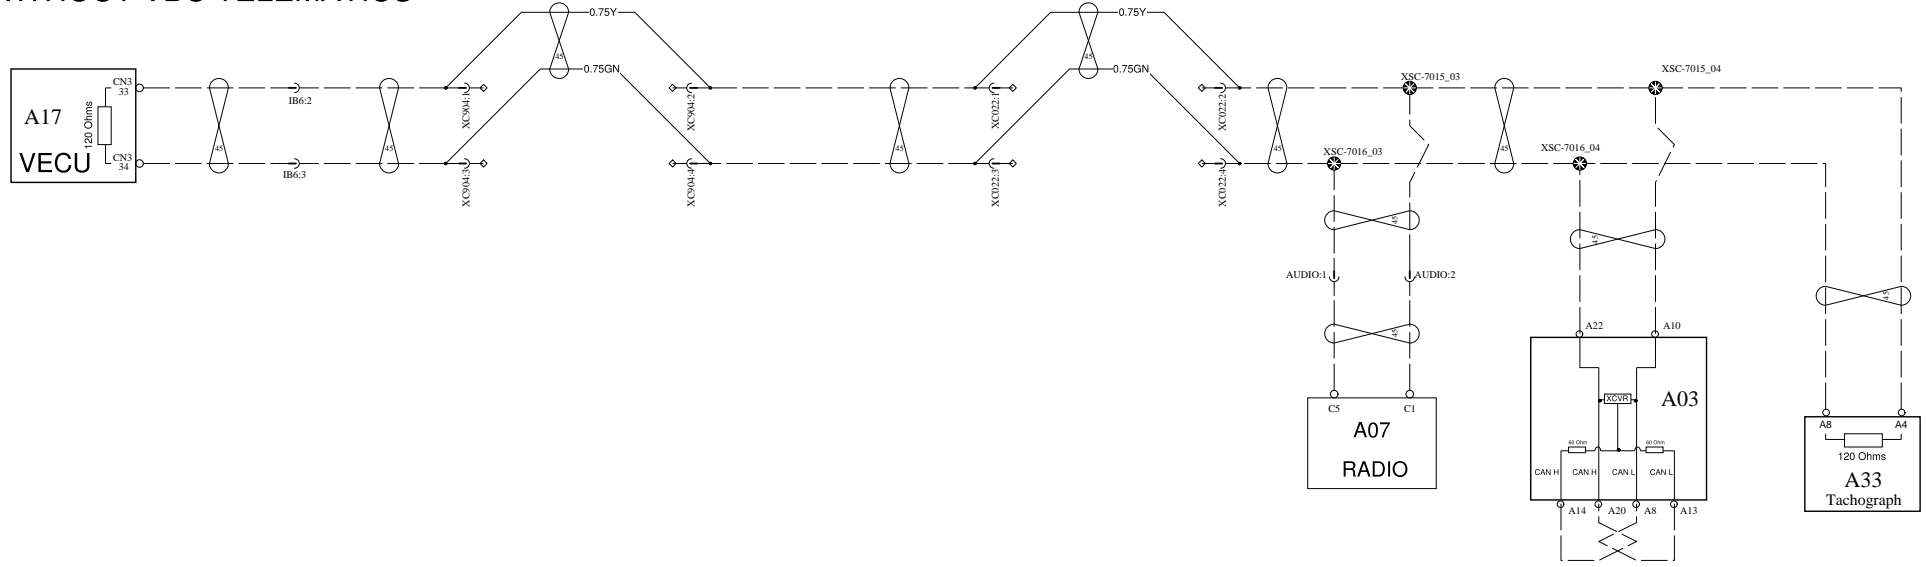 WITHOUT VBC TELEMATICS
0.75Y
0.75GN
0.75Y
0.75GN
45
45
CN3
33
A17
120 Ohms
VECU
CN3
34
45
IB6:2
IB6:3
45
XC904:1
XC904:3
XC904:2
XC904:4
45
XC022:1
XC022:3
XC022:2
XC022:4
45
XSC-7015_03
XSC-7016_03
45
XSC-7015_04
XSC-7016_04
45
45
45
AUDIO:1
AUDIO:2
45
C5
C1
A07
RADIO
A22
A10
XCVR
A03
60 Ohm
60 Ohm
CAN H
CAN H
CAN L
CAN L
A14
A20
A8
A13
A8
A4
120 Ohms
A33
Tachograph